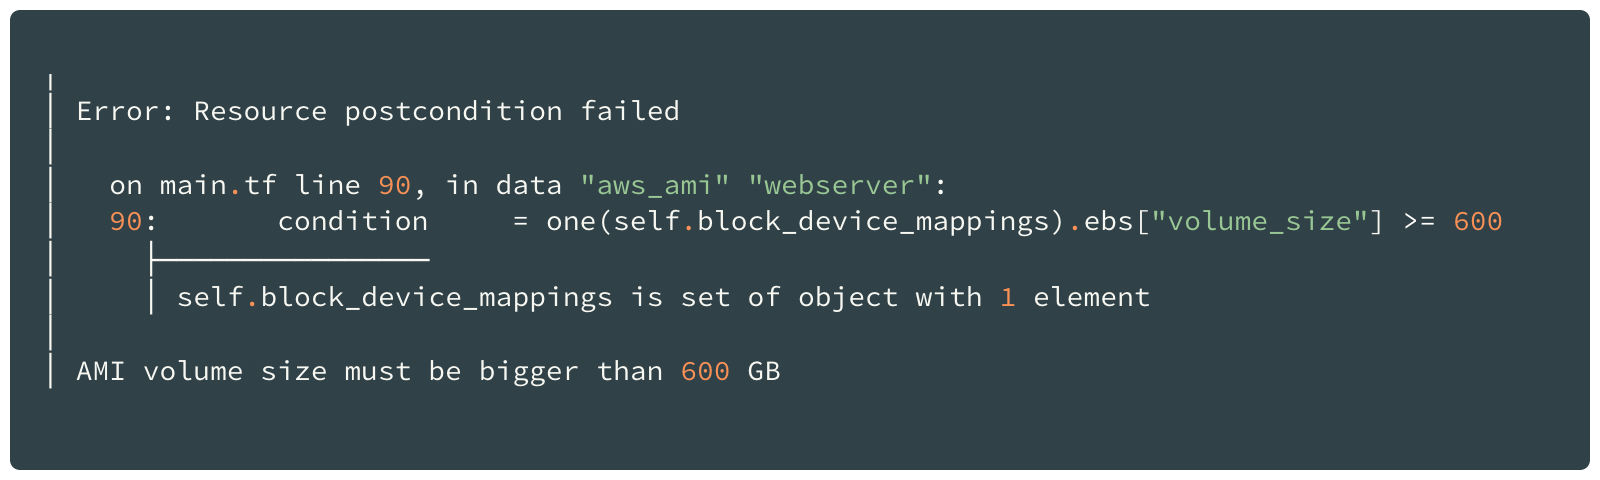 Error: Resource postcondition failed
on main.tf line 90, in data "aws_ami" "webserver":
90:       condition     = one(self.block_device_mappings).ebs["volume_size"] >= 600
self.block_device_mappings is set of object with 1 element
AMI volume size must be bigger than 600 GB